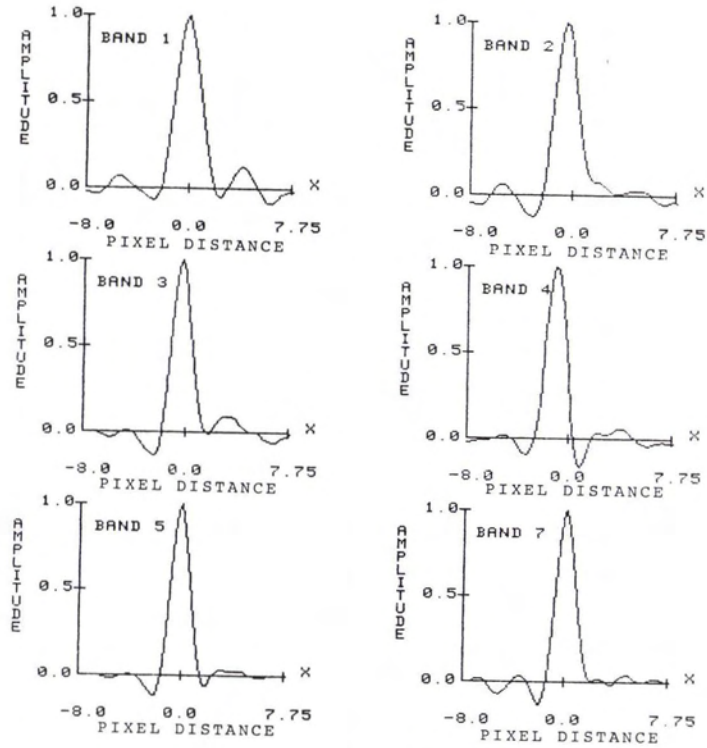 AMPLITUDE
1.0
BAND 1
0.5
0.0
X
-8.0 0.0 7.75
PIXEL DISTANCE
AMPLITUDE
1.0
BAND 2
0.5
0.0
X
-8.0 0.0 7.75
PIXEL DISTANCE
AMPLITUDE
1.0
BAND 3
0.5
0.0
X
-8.0 0.0 7.75
PIXEL DISTANCE
AMPLITUDE
1.0
BAND 4
0.5
0.0
X
-8.0 0.0 7.75
PIXEL DISTANCE
AMPLITUDE
1.0
BAND 5
0.5
0.0
X
-8.0 0.0 7.75
PIXEL DISTANCE
AMPLITUDE
1.0
BAND 7
0.5
0.0
X
-8.0 0.0 7.75
PIXEL DISTANCE